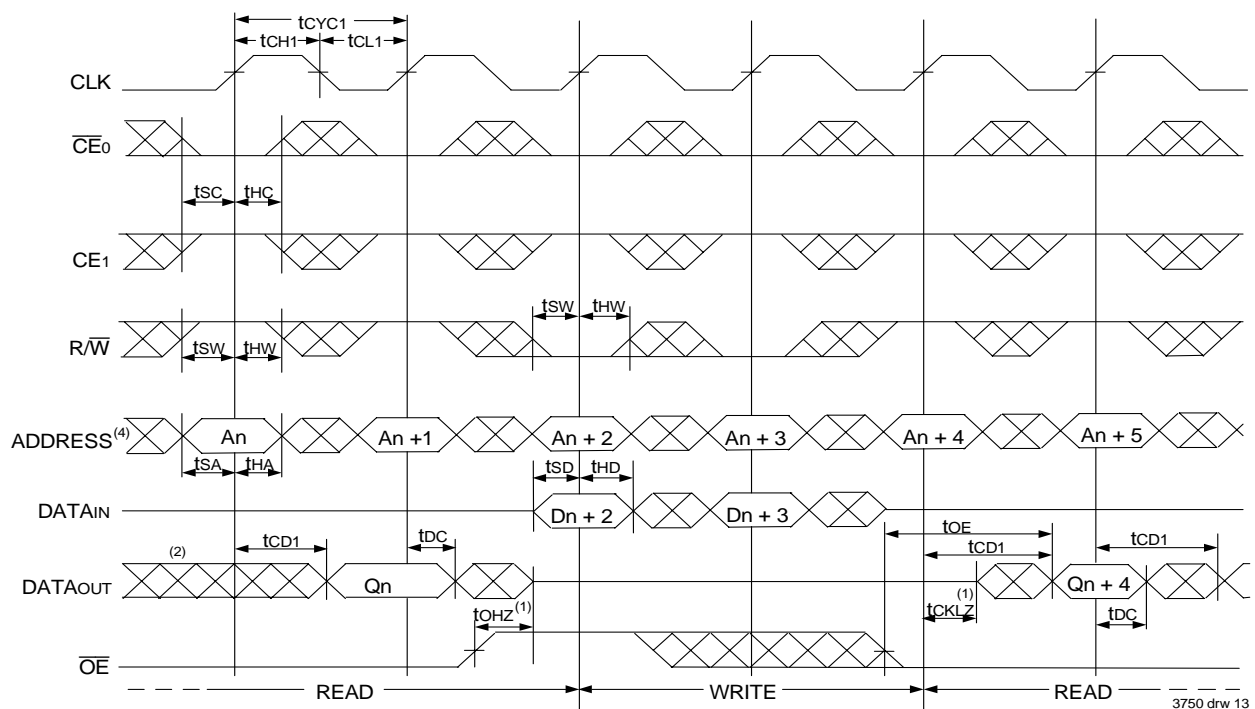 tCYC1
tCH1 tCL1
CLK
CE0
tSC tHC
CE1
tSW tHW
R/W
tSW tHW
ADDRESS(4) An An +1 An + 2 An + 3 An + 4 An + 5
tSA tHA tSD tHD
DATAIN Dn + 2 Dn + 3
tOE
(2) tCD1 tDC tCD1 tCD1
DATAOUT Qn Qn + 4
tOHZ(1) tCKLZ(1) tDC
OE
READ WRITE READ
3750 drw 13